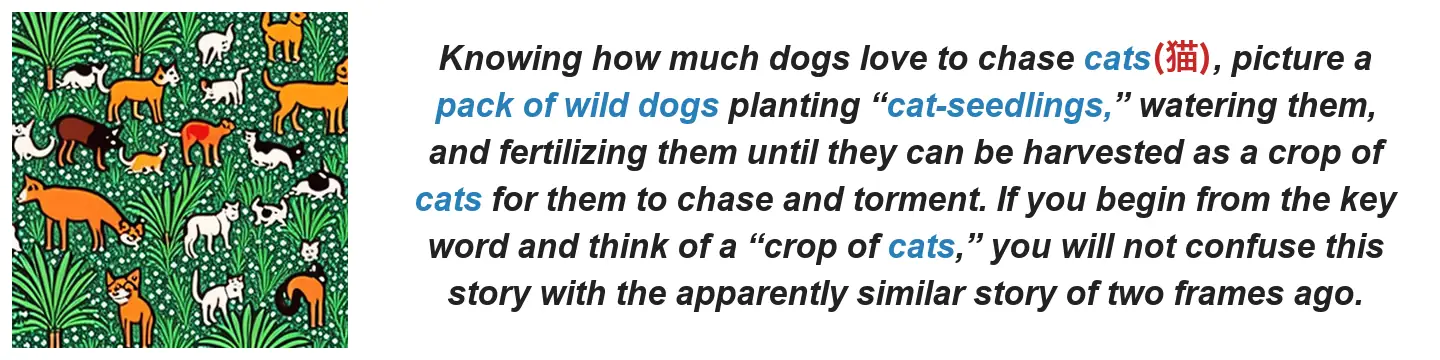 Knowing how much dogs love to chase cats(猫), picture a
pack of wild dogs planting “cat-seedlings,” watering them,
and fertilizing them until they can be harvested as a crop of
cats for them to chase and torment. If you begin from the key
word and think of a “crop of cats,” you will not confuse this
story with the apparently similar story of two frames ago.